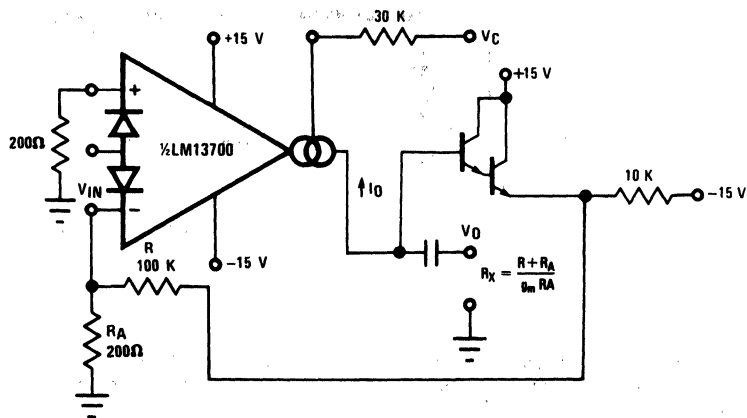 30 K
V_C
+15 V
+15 V
+
200Ω
½LM13700
V_IN
↑I_O
10 K
−15 V
−
V_O
R
100 K
−15 V
R_X = (R + R_A) / (g_m RA)
R_A
200Ω